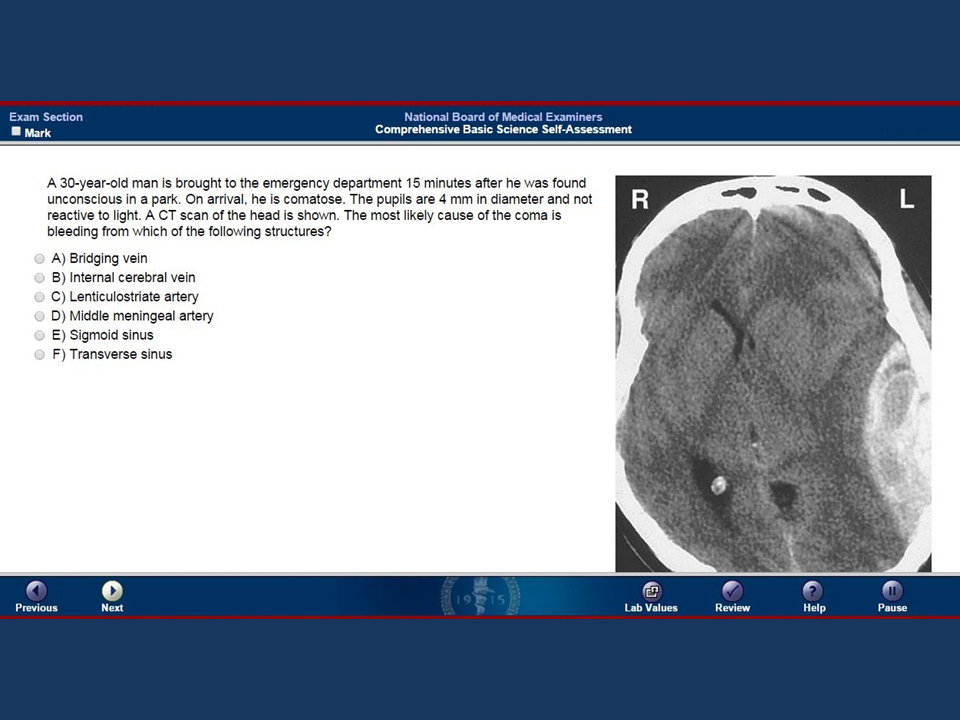 Exam Section
Mark
National Board of Medical Examiners
Comprehensive Basic Science Self-Assessment
A 30-year-old man is brought to the emergency department 15 minutes after he was found
unconscious in a park. On arrival, he is comatose. The pupils are 4 mm in diameter and not
reactive to light. A CT scan of the head is shown. The most likely cause of the coma is
bleeding from which of the following structures?
A) Bridging vein
B) Internal cerebral vein
C) Lenticulostriate artery
D) Middle meningeal artery
E) Sigmoid sinus
F) Transverse sinus
R
L
Previous
Next
1915
Lab Values
Review
Help
Pause